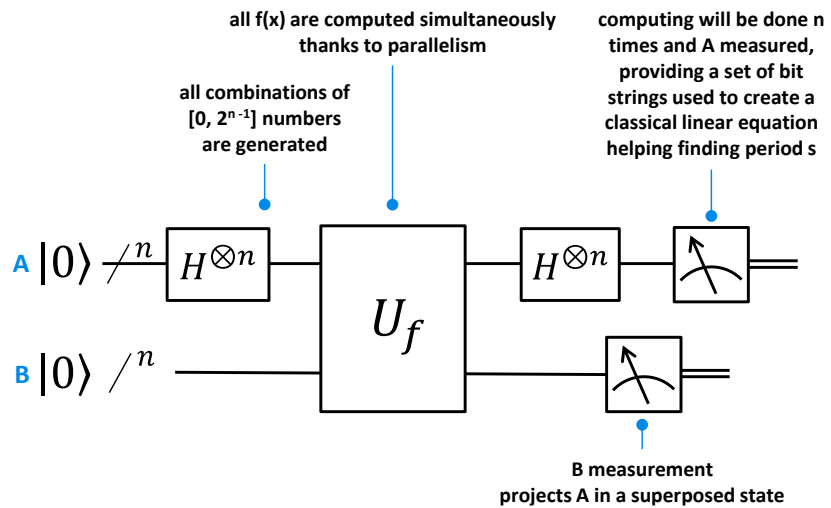 all f(x) are computed simultaneously
thanks to parallelism
computing will be done n
times and A measured,
providing a set of bit
strings used to create a
classical linear equation
helping finding period s
all combinations of
[0, 2ⁿ⁻¹] numbers
are generated
A |0⟩ n H⊗n U_f H⊗n
B |0⟩ n
B measurement
projects A in a superposed state